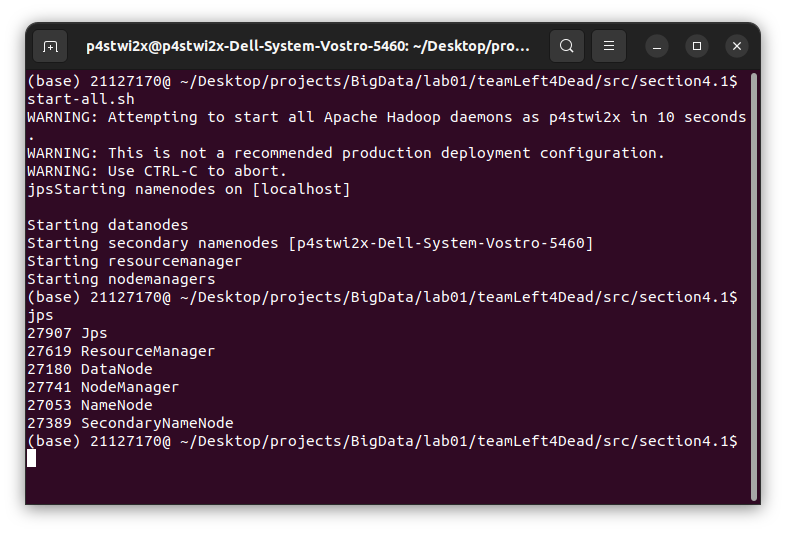 p4stwi2x@p4stwi2x-Dell-System-Vostro-5460: ~/Desktop/pro...
(base) 21127170@ ~/Desktop/projects/BigData/lab01/teamLeft4Dead/src/section4.1$
start-all.sh
WARNING: Attempting to start all Apache Hadoop daemons as p4stwi2x in 10 seconds
.
WARNING: This is not a recommended production deployment configuration.
WARNING: Use CTRL-C to abort.
jpsStarting namenodes on [localhost]
Starting datanodes
Starting secondary namenodes [p4stwi2x-Dell-System-Vostro-5460]
Starting resourcemanager
Starting nodemanagers
(base) 21127170@ ~/Desktop/projects/BigData/lab01/teamLeft4Dead/src/section4.1$
jps
27907 Jps
27619 ResourceManager
27180 DataNode
27741 NodeManager
27053 NameNode
27389 SecondaryNameNode
(base) 21127170@ ~/Desktop/projects/BigData/lab01/teamLeft4Dead/src/section4.1$